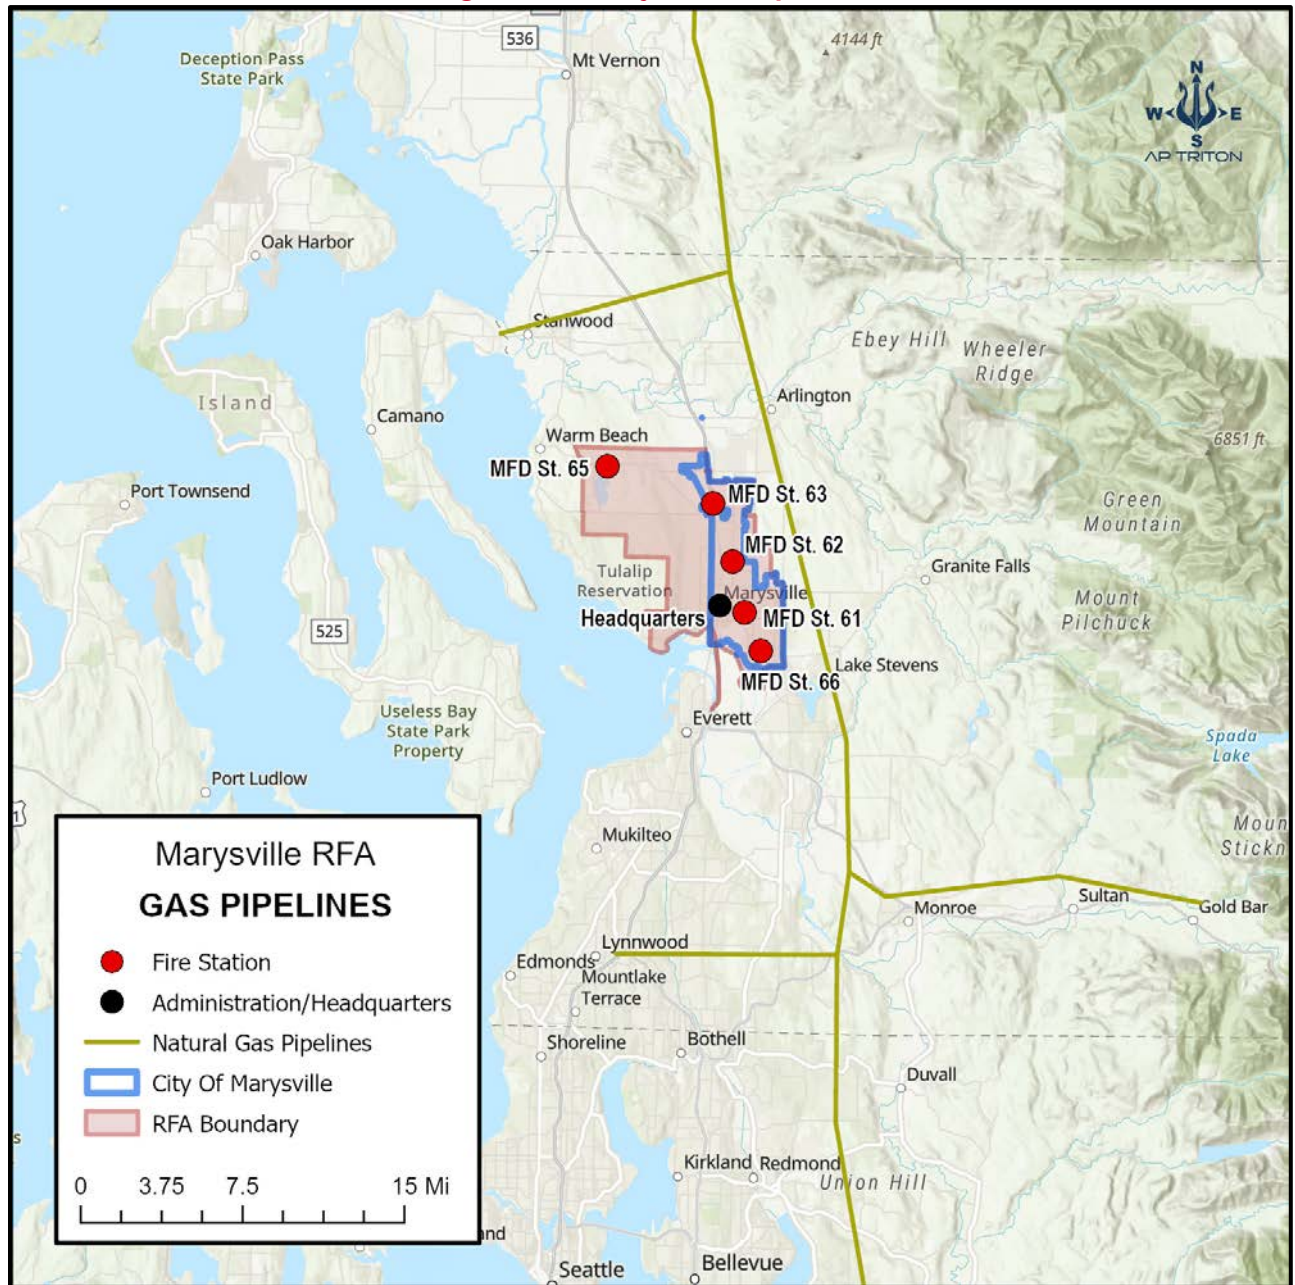 536
4144 ft
Deception Pass
State Park
Mt Vernon
N
W
E
S
AP TRITON
Oak Harbor
Stanwood
Ebey Hill
Wheeler
Ridge
Island
Camano
Arlington
Warm Beach
6851 ft
MFD St. 65
Port Townsend
MFD St. 63
Green
Mountain
MFD St. 62
Tulalip
Reservation
Granite Falls
Marysville
Mount
Pilchuck
Headquarters
MFD St. 61
525
Lake Stevens
MFD St. 66
Useless Bay
State Park
Property
Everett
Spada
Lake
Port Ludlow
Mukilteo
Moun
Stickn
Marysville RFA
GAS PIPELINES
Fire Station
Administration/Headquarters
Natural Gas Pipelines
City Of Marysville
RFA Boundary
0 3.75 7.5 15 Mi
Sultan
Monroe
Gold Bar
Lynnwood
Edmonds
Mountlake
Terrace
Shoreline
Bothell
Duvall
Kirkland
Redmond
Union Hill
nd
Seattle
Bellevue